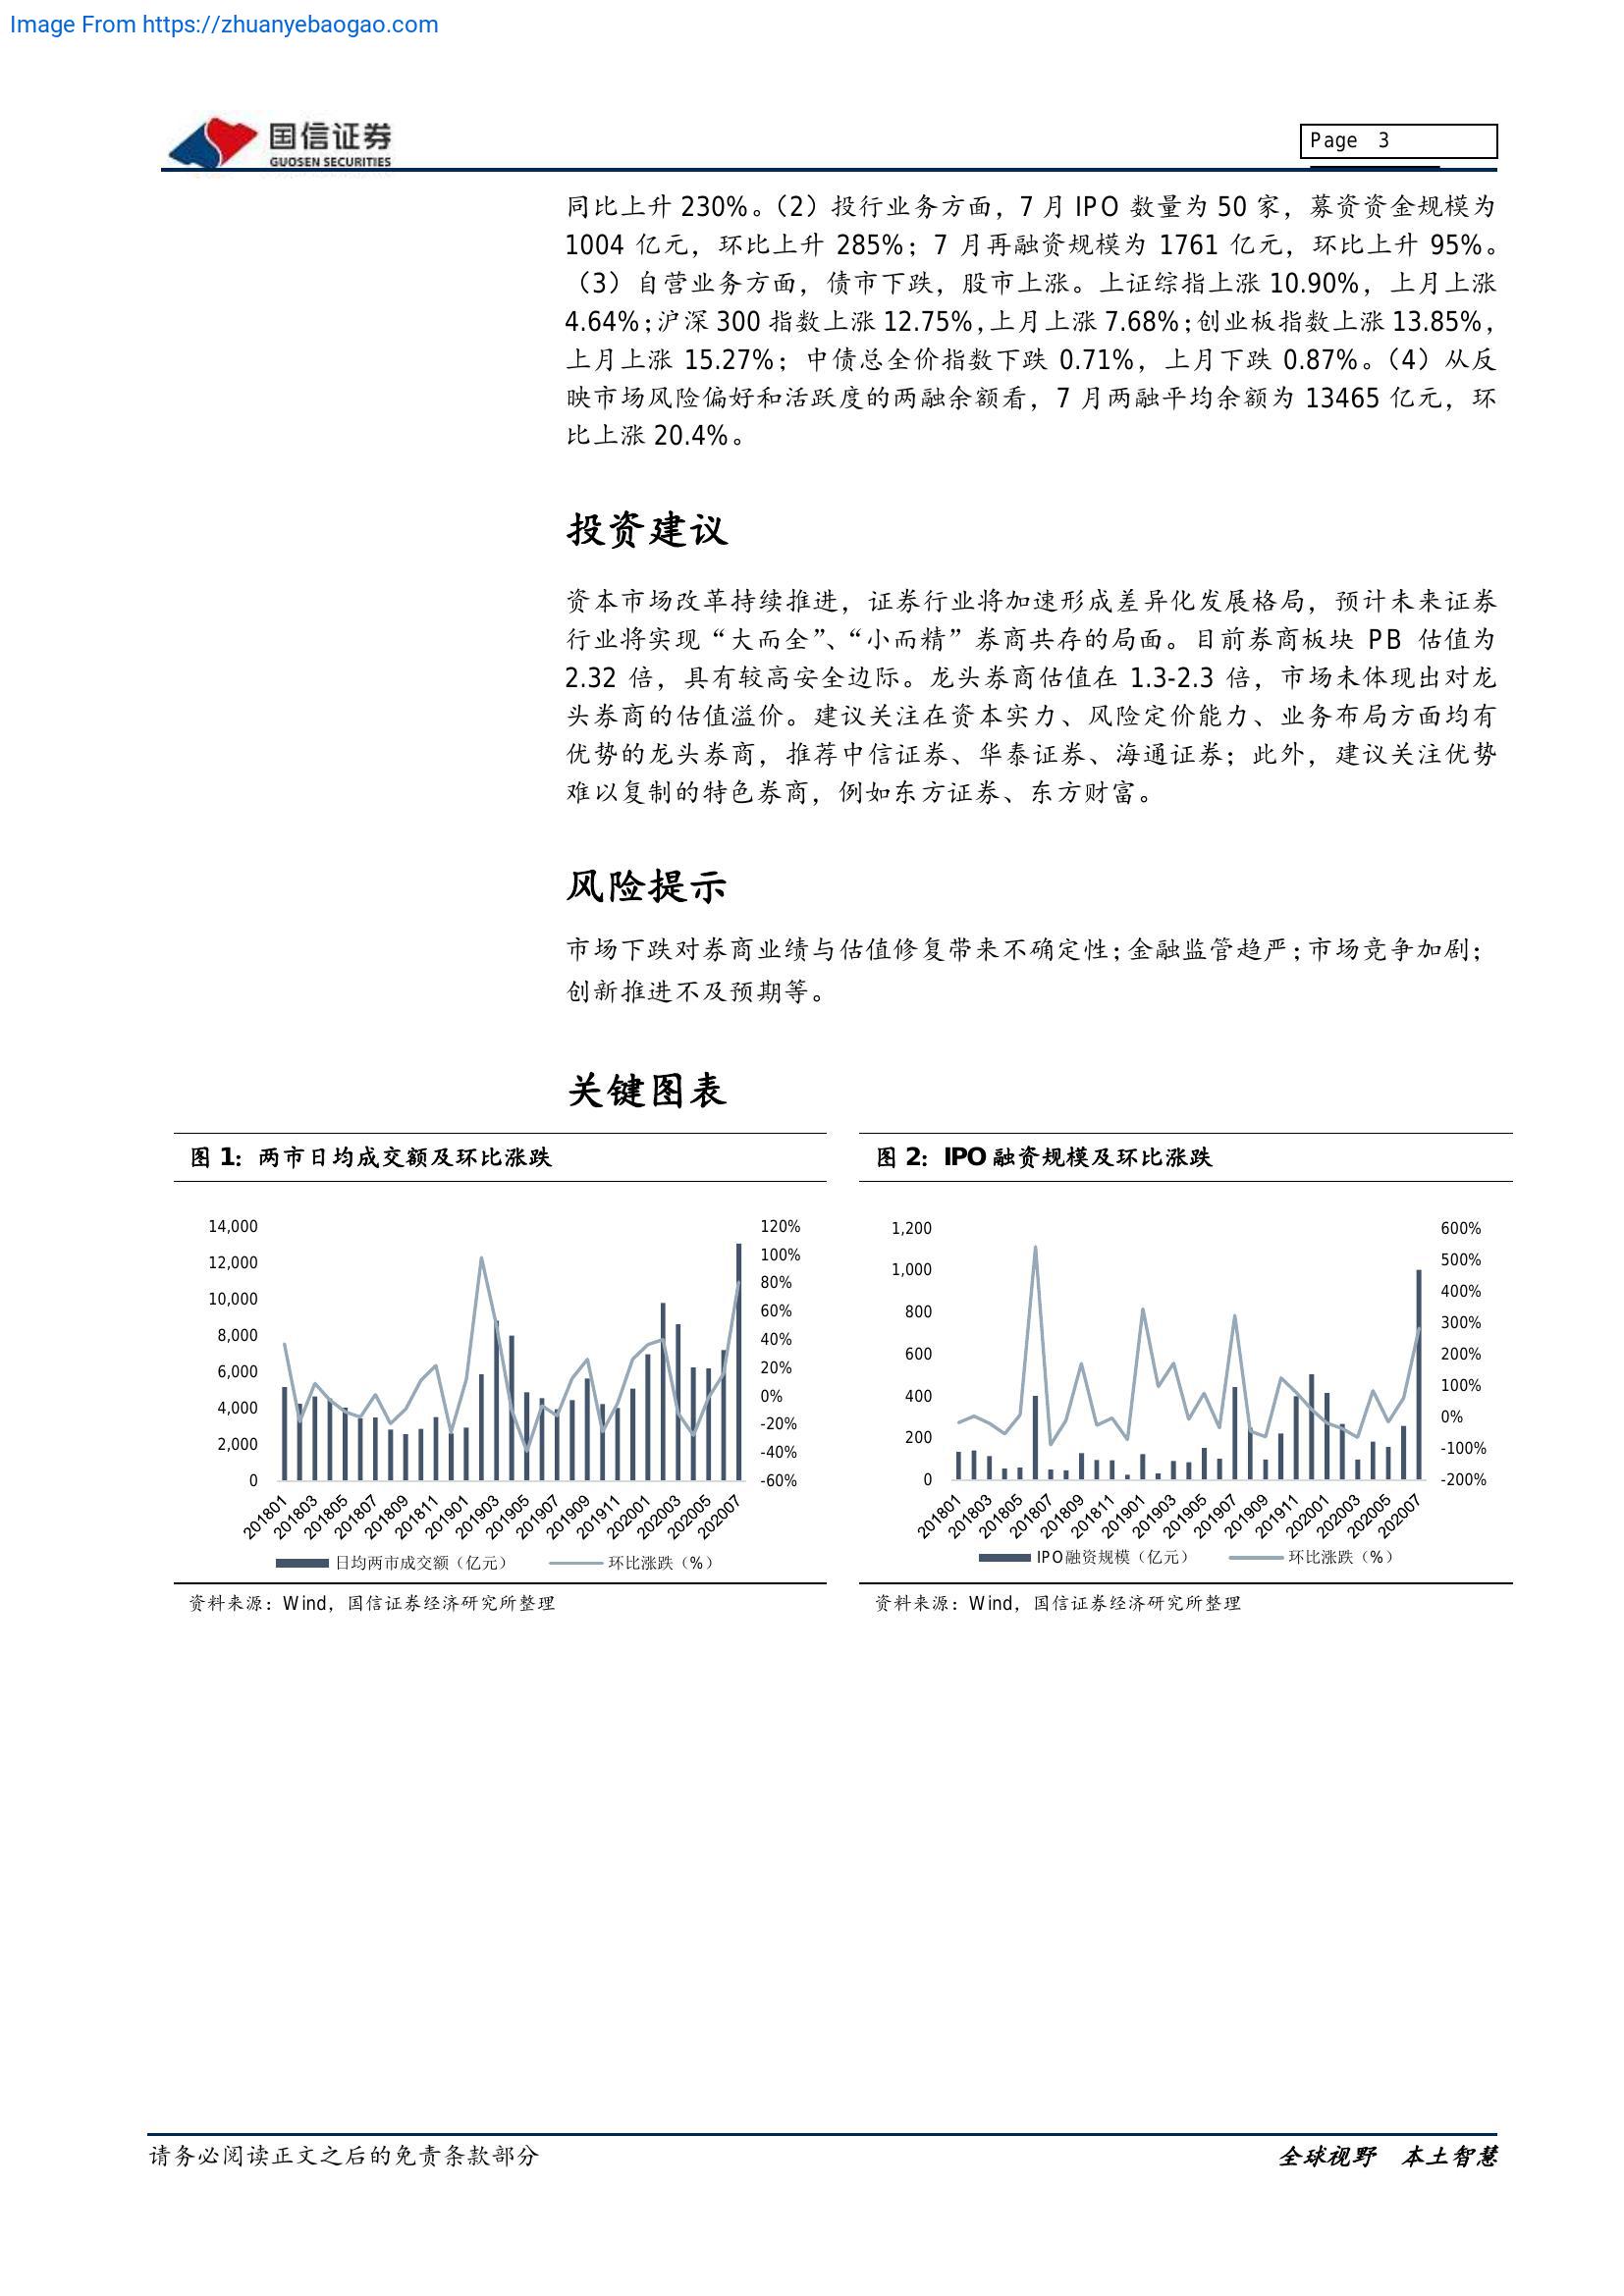 Image From https://zhuanyebaogao.com
国信证券
GUOSEN SECURITIES
Page 3
同比上升 230%。（2）投行业务方面，7 月 IPO 数量为 50 家，募资资金规模为
1004 亿元，环比上升 285%；7 月再融资规模为 1761 亿元，环比上升 95%。
（3）自营业务方面，债市下跌，股市上涨。上证综指上涨 10.90%，上月上涨
4.64%；沪深 300 指数上涨 12.75%，上月上涨 7.68%；创业板指数上涨 13.85%，
上月上涨 15.27%；中债总全价指数下跌 0.71%，上月下跌 0.87%。（4）从反
映市场风险偏好和活跃度的两融余额看，7 月两融平均余额为 13465 亿元，环
比上涨 20.4%。
投资建议
资本市场改革持续推进，证券行业将加速形成差异化发展格局，预计未来证券
行业将实现“大而全”、“小而精”券商共存的局面。目前券商板块 PB 估值为
2.32 倍，具有较高安全边际。龙头券商估值在 1.3-2.3 倍，市场未体现出对龙
头券商的估值溢价。建议关注在资本实力、风险定价能力、业务布局方面均有
优势的龙头券商，推荐中信证券、华泰证券、海通证券；此外，建议关注优势
难以复制的特色券商，例如东方证券、东方财富。
风险提示
市场下跌对券商业绩与估值修复带来不确定性；金融监管趋严；市场竞争加剧；
创新推进不及预期等。
关键图表
图 1：两市日均成交额及环比涨跌
14,000
12,000
10,000
8,000
6,000
4,000
2,000
0
120%
100%
80%
60%
40%
20%
0%
-20%
-40%
-60%
201801
201803
201805
201807
201809
201811
201901
201903
201905
201907
201909
201911
202001
202003
202005
202007
日均两市成交额（亿元）
环比涨跌（%）
资料来源：Wind，国信证券经济研究所整理
图 2：IPO 融资规模及环比涨跌
1,200
1,000
800
600
400
200
0
600%
500%
400%
300%
200%
100%
0%
-100%
-200%
201801
201803
201805
201807
201809
201811
201901
201903
201905
201907
201909
201911
202001
202003
202005
202007
IPO融资规模（亿元）
环比涨跌（%）
资料来源：Wind，国信证券经济研究所整理
请务必阅读正文之后的免责条款部分
全球视野 本土智慧